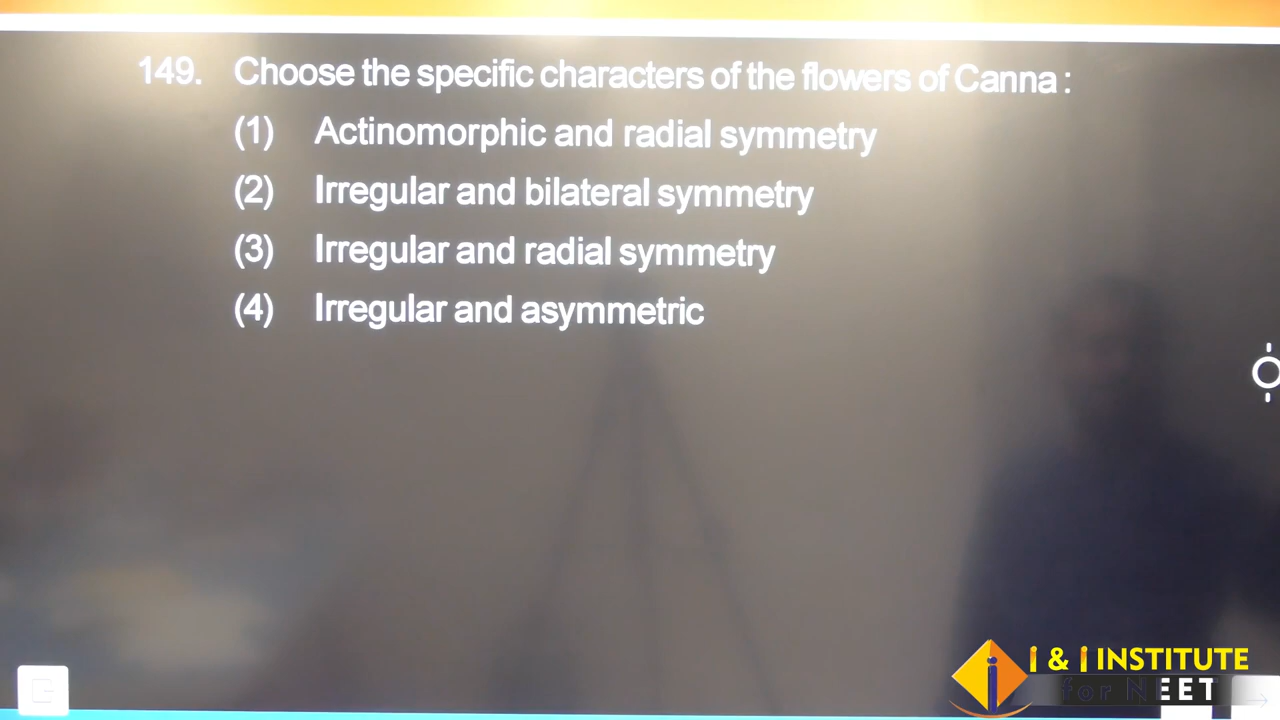 149. Choose the specific characters of the flowers of Canna :
(1) Actinomorphic and radial symmetry
(2) Irregular and bilateral symmetry
(3) Irregular and radial symmetry
(4) Irregular and asymmetric
i & i INSTITUTE
for NEET